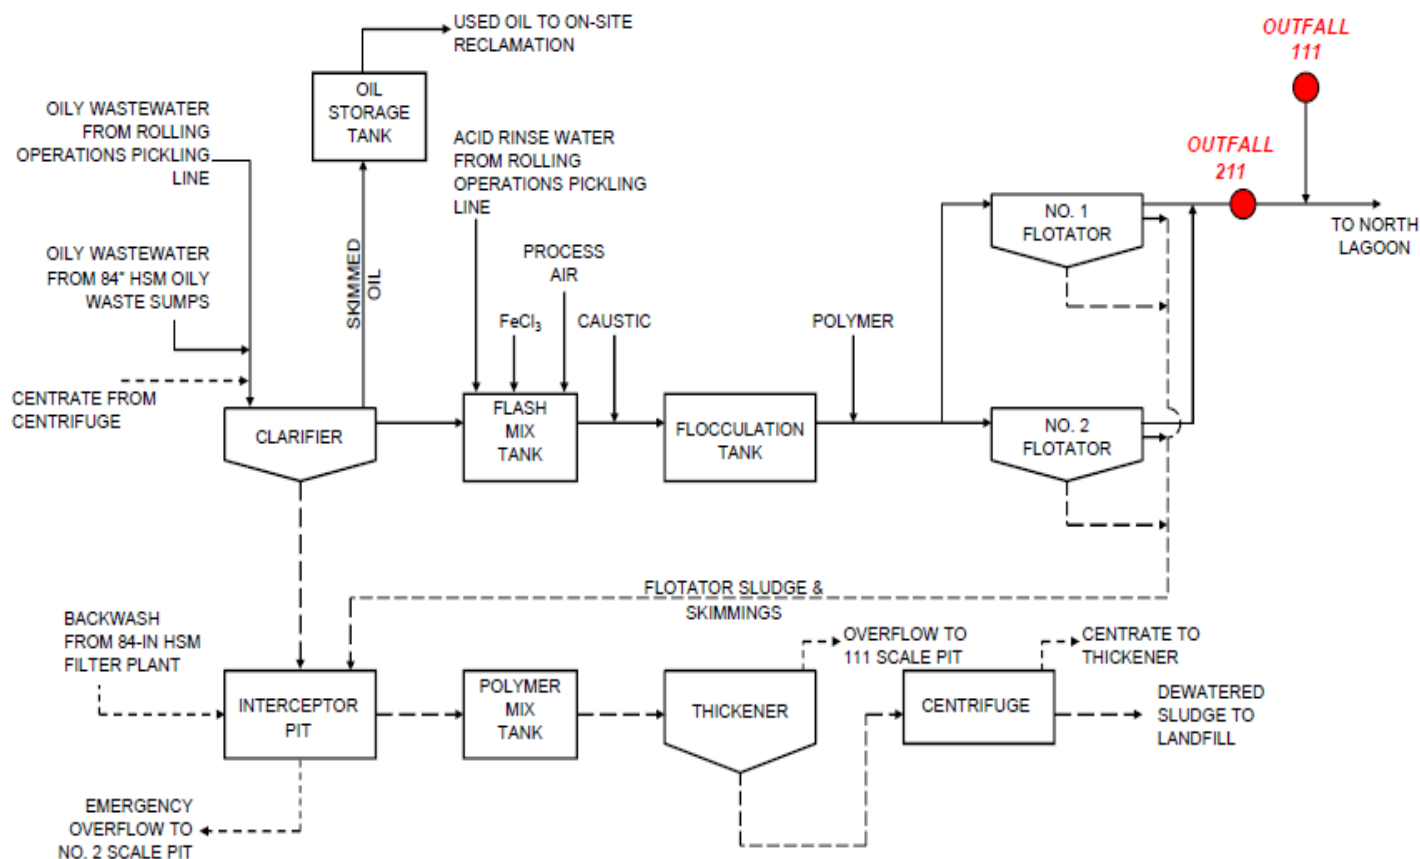 USED OIL TO ON-SITE
RECLAMATION
OUTFALL
111
OIL
STORAGE
TANK
OILY WASTEWATER
FROM ROLLING
OPERATIONS PICKLING
LINE
ACID RINSE WATER
FROM ROLLING
OPERATIONS PICKLING
LINE
OUTFALL
211
NO. 1
FLOTATOR
TO NORTH
LAGOON
OILY WASTEWATER
FROM 84" HSM OILY
WASTE SUMPS
SKIMMED
OIL
PROCESS
AIR
FeCl3
CAUSTIC
POLYMER
CENTRATE FROM
CENTRIFUGE
CLARIFIER
FLASH
MIX
TANK
FLOCCULATION
TANK
NO. 2
FLOTATOR
FLOTATOR SLUDGE &
SKIMMINGS
BACKWASH
FROM 84-IN HSM
FILTER PLANT
OVERFLOW TO
111 SCALE PIT
CENTRATE TO
THICKENER
INTERCEPTOR
PIT
POLYMER
MIX
TANK
THICKENER
CENTRIFUGE
DEWATERED
SLUDGE TO
LANDFILL
EMERGENCY
OVERFLOW TO
NO. 2 SCALE PIT